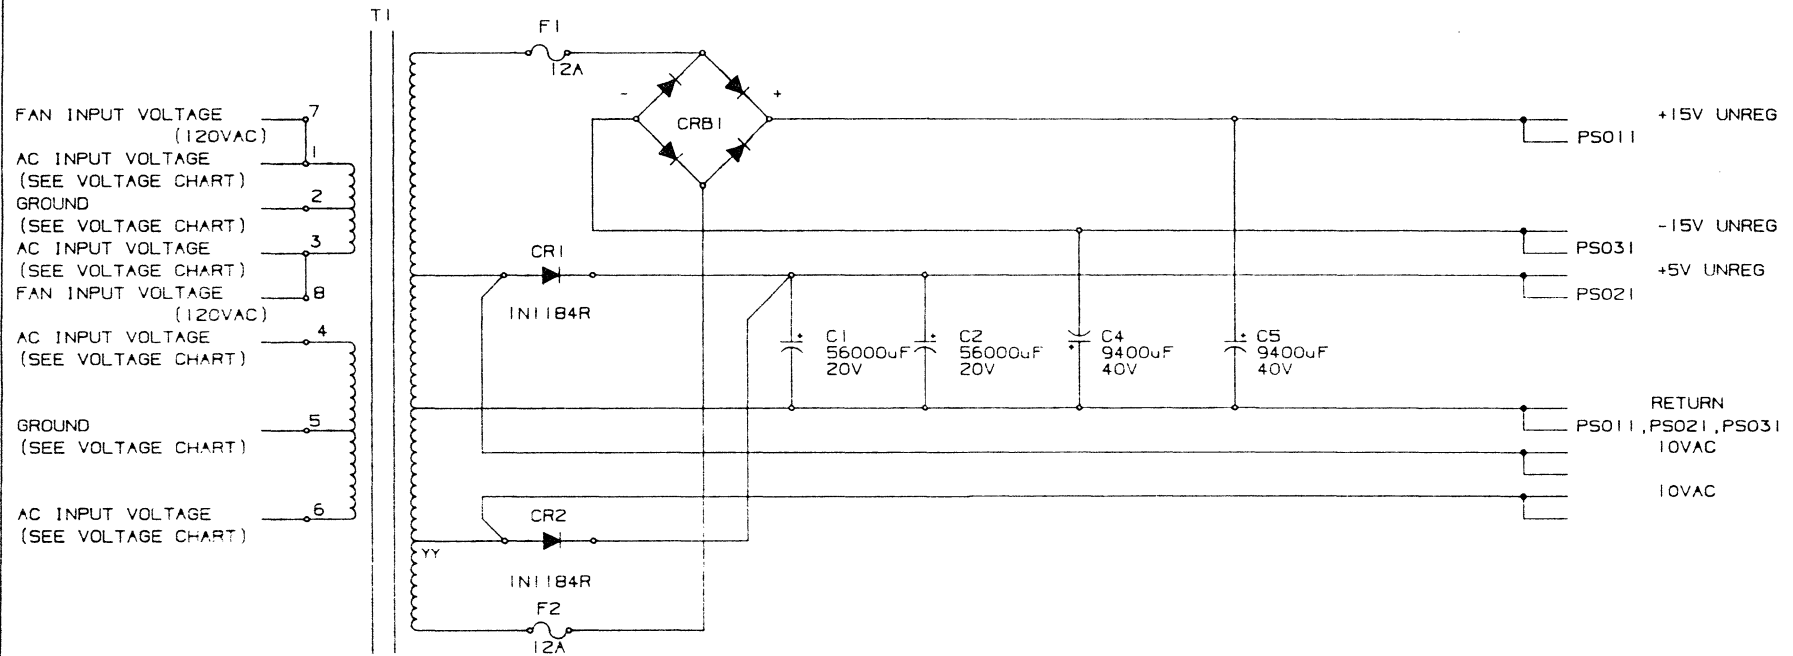 T1
F1
12A
FAN INPUT VOLTAGE 7
(120VAC)
AC INPUT VOLTAGE 1
(SEE VOLTAGE CHART)
GROUND 2
(SEE VOLTAGE CHART)
AC INPUT VOLTAGE 3
(SEE VOLTAGE CHART)
FAN INPUT VOLTAGE 8
(120VAC)
AC INPUT VOLTAGE 4
(SEE VOLTAGE CHART)
GROUND 5
(SEE VOLTAGE CHART)
AC INPUT VOLTAGE 6
(SEE VOLTAGE CHART)
- +
CRB1
CR1
1N1184R
+ C1
56000uF
20V
+ C2
56000uF
20V
+ C4
9400uF
40V
+ C5
9400uF
40V
CR2
YY
1N1184R
F2
12A
+15V UNREG
PS011
-15V UNREG
PS031
+5V UNREG
PS021
RETURN
PS011,PS021,PS031
10VAC
10VAC